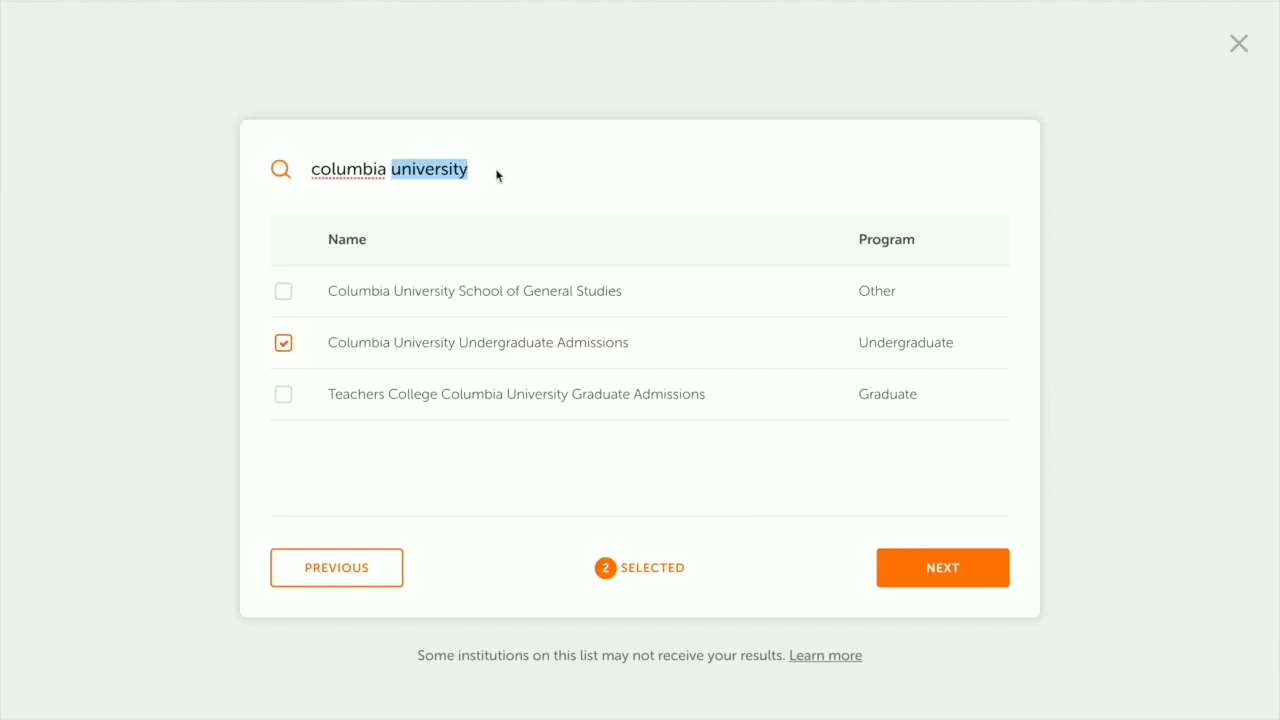 columbia university
Name Program
Columbia University School of General Studies Other
Columbia University Undergraduate Admissions Undergraduate
Teachers College Columbia University Graduate Admissions Graduate
PREVIOUS 2 SELECTED NEXT
Some institutions on this list may not receive your results. Learn more